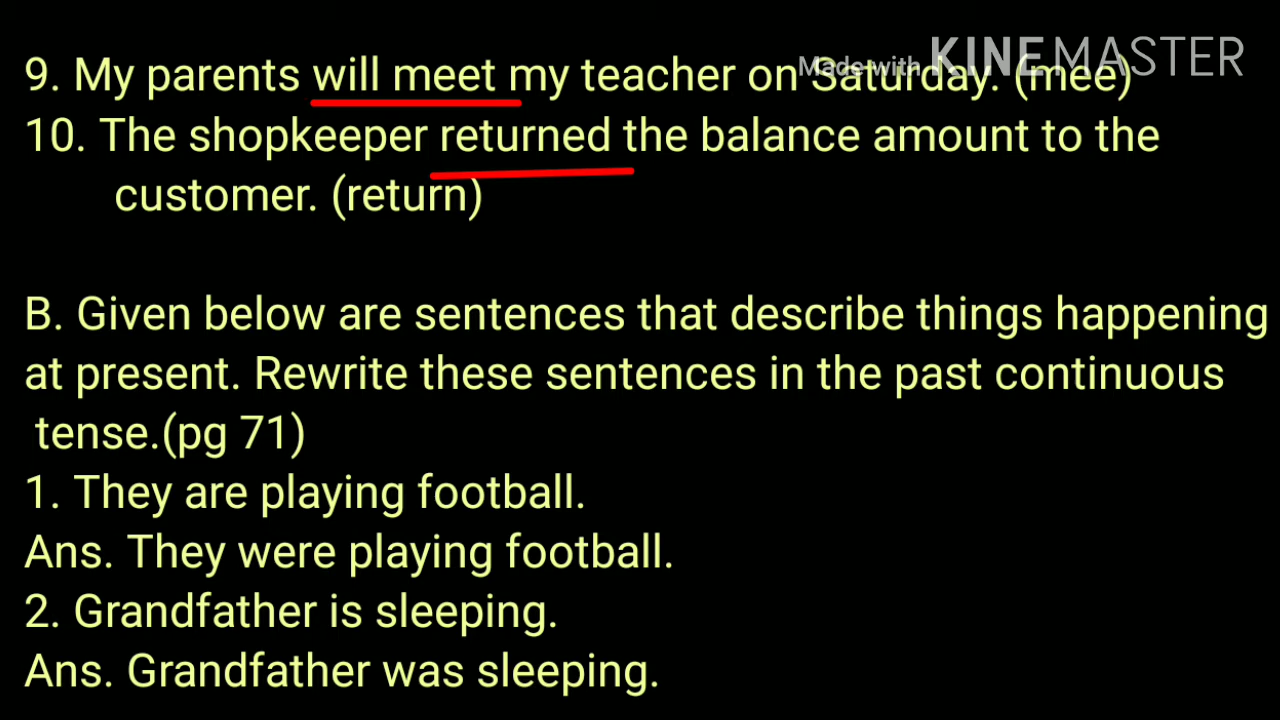 9. My parents will meet my teacher on Saturday. (mee)
Made with KINEMASTER
10. The shopkeeper returned the balance amount to the
customer. (return)
B. Given below are sentences that describe things happening
at present. Rewrite these sentences in the past continuous
tense.(pg 71)
1. They are playing football.
Ans. They were playing football.
2. Grandfather is sleeping.
Ans. Grandfather was sleeping.